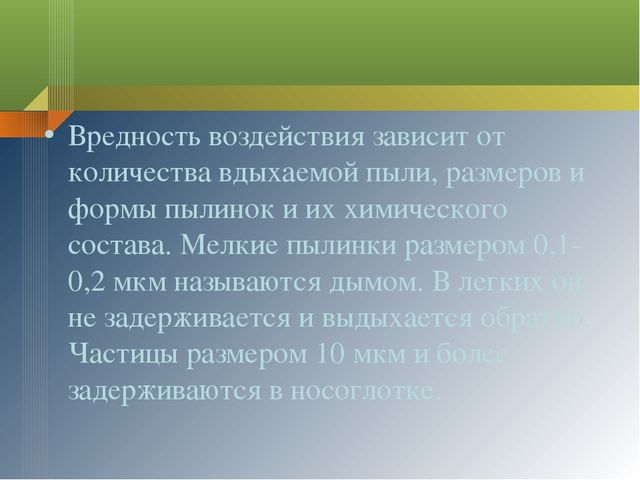 • Вредность воздействия зависит от
количества вдыхаемой пыли, размеров и
формы пылинок и их химического
состава. Мелкие пылинки размером 0,1-
0,2 мкм называются дымом. В легких он
не задерживается и выдыхается обратно.
Частицы размером 10 мкм и более
задерживаются в носоглотке.